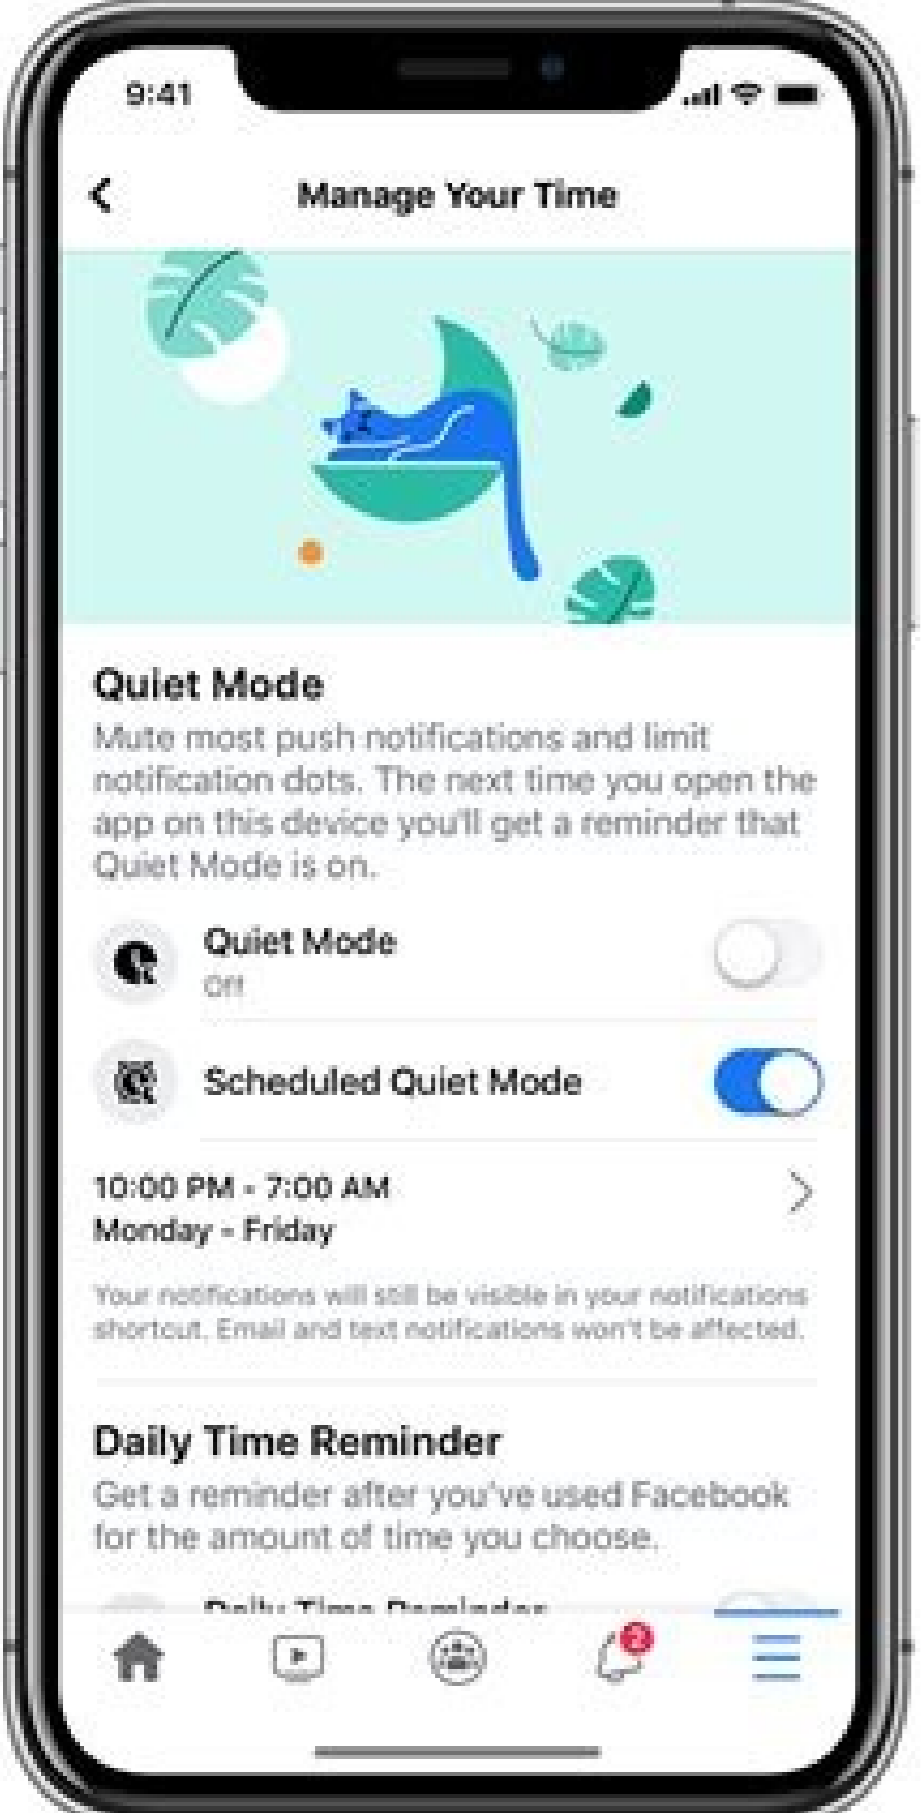 9:41
Manage Your Time
Quiet Mode
Mute most push notifications and limit
notification dots. The next time you open the
app on this device you'll get a reminder that
Quiet Mode is on.
Quiet Mode
Off
Scheduled Quiet Mode
10:00 PM - 7:00 AM
Monday - Friday
Your notifications will still be visible in your notifications
shortcut. Email and text notifications won't be affected.
Daily Time Reminder
Get a reminder after you've used Facebook
for the amount of time you choose.
Daily Time Reminder
2